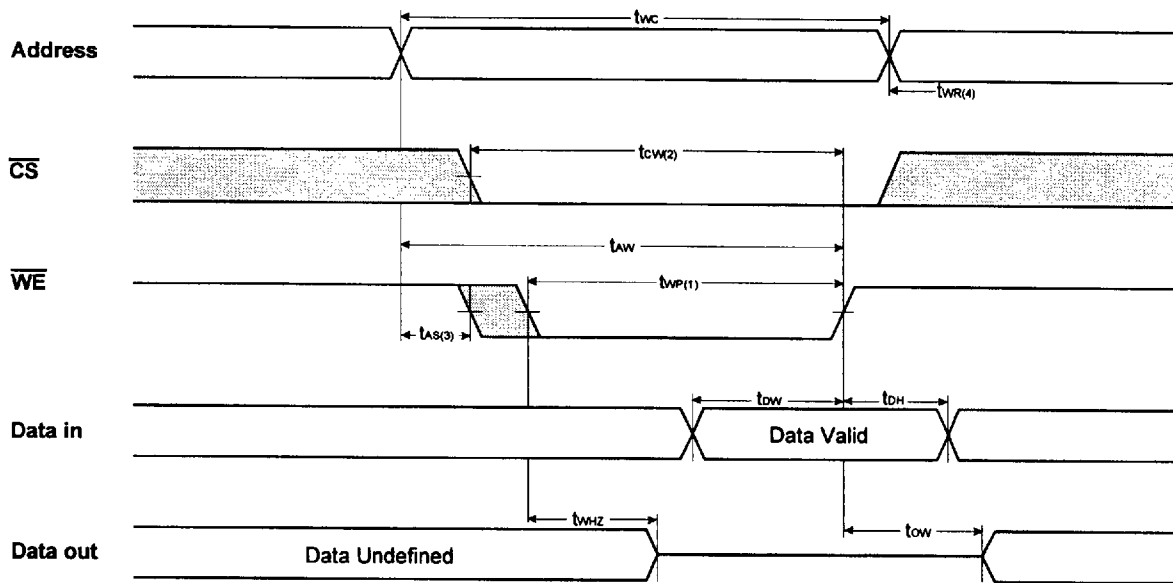 tWC
Address
tWR(4)
CS
tCW(2)
tAW
WE
tWP(1)
tAS(3)
tDW
tDH
Data in
Data Valid
tWHZ
tOW
Data out
Data Undefined